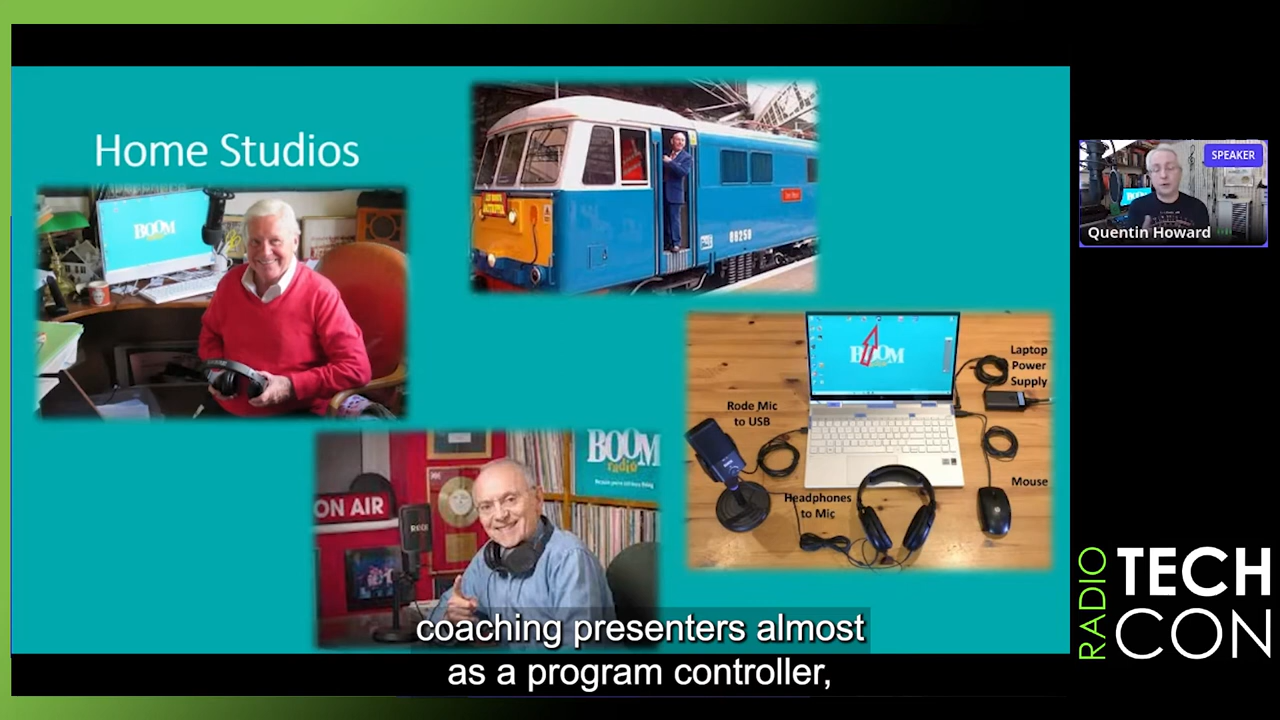 Home Studios
BOOM
radio
86259
BOOM
Laptop
Power
Supply
Rode Mic
to USB
Headphones
to Mic
Mouse
BOOM
radio
ON AIR
coaching presenters almost
as a program controller,
SPEAKER
Quentin Howard
RADIO
TECH
CON